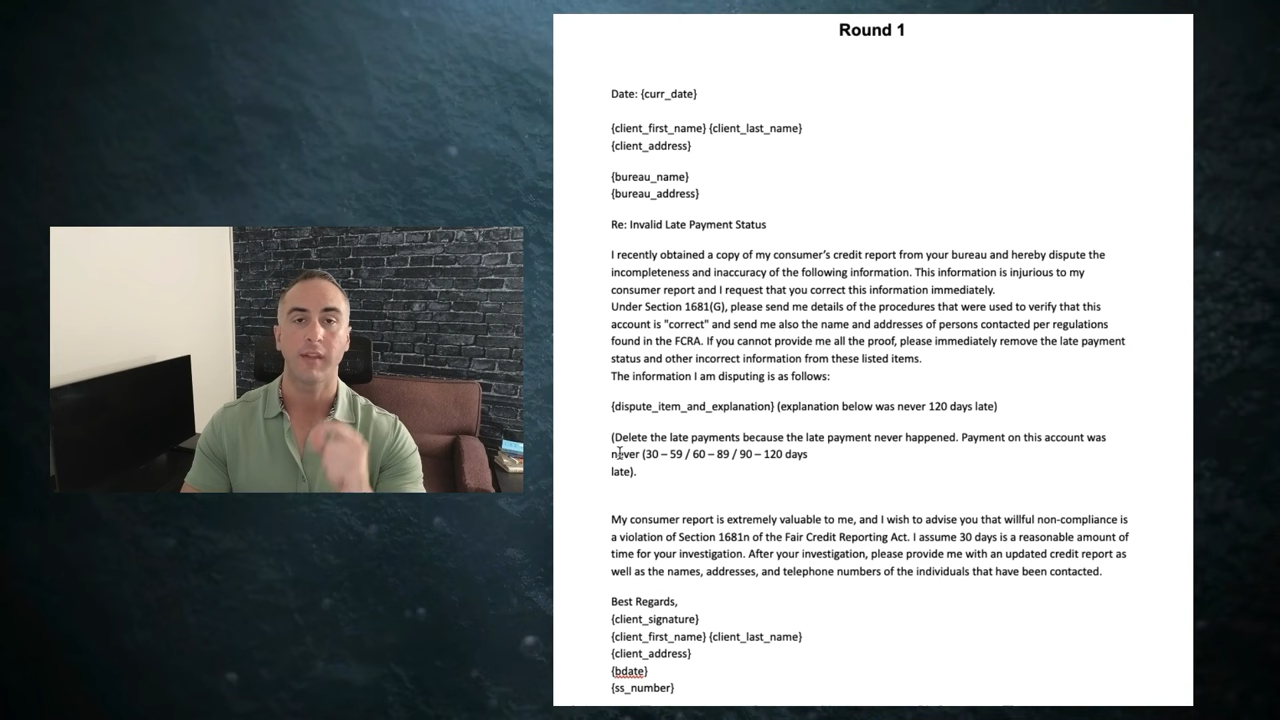 Round 1
Date: {curr_date}
{client_first_name} {client_last_name}
{client_address}
{bureau_name}
{bureau_address}
Re: Invalid Late Payment Status
I recently obtained a copy of my consumer’s credit report from your bureau and hereby dispute the
incompleteness and inaccuracy of the following information. This information is injurious to my
consumer report and I request that you correct this information immediately.
Under Section 1681(G), please send me details of the procedures that were used to verify that this
account is "correct" and send me also the name and addresses of persons contacted per regulations
found in the FCRA. If you cannot provide me all the proof, please immediately remove the late payment
status and other incorrect information from these listed items.
The information I am disputing is as follows:
{dispute_item_and_explanation} (explanation below was never 120 days late)
(Delete the late payments because the late payment never happened. Payment on this account was
never (30 – 59 / 60 – 89 / 90 – 120 days
late).
My consumer report is extremely valuable to me, and I wish to advise you that willful non-compliance is
a violation of Section 1681n of the Fair Credit Reporting Act. I assume 30 days is a reasonable amount of
time for your investigation. After your investigation, please provide me with an updated credit report as
well as the names, addresses, and telephone numbers of the individuals that have been contacted.
Best Regards,
{client_signature}
{client_first_name} {client_last_name}
{client_address}
{bdate}
{ss_number}